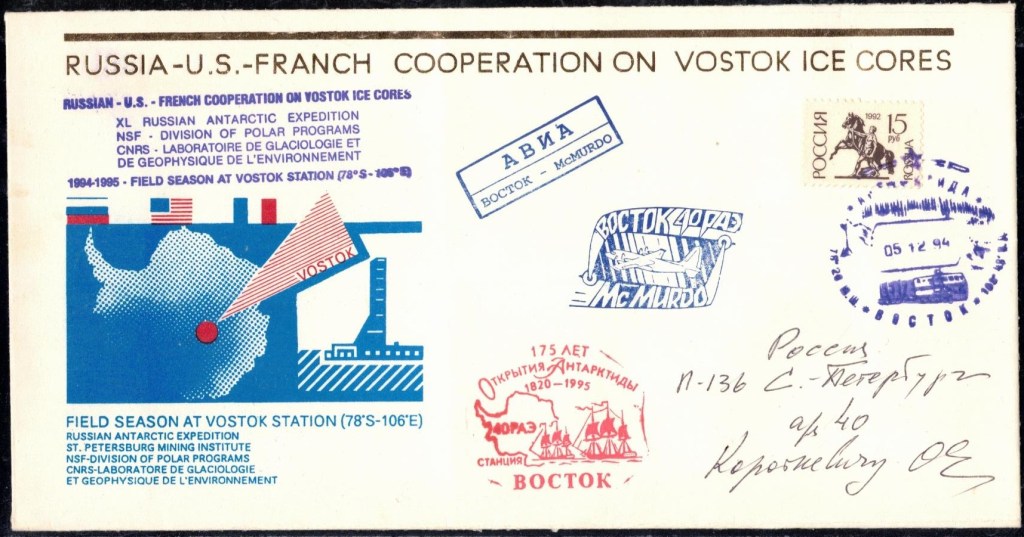 RUSSIA-U.S.-FRANCH COOPERATION ON VOSTOK ICE CORES
RUSSIAN - U.S. - FRENCH COOPERATION ON VOSTOK ICE CORES
XL RUSSIAN ANTARCTIC EXPEDITION
NSF - DIVISION OF POLAR PROGRAMS
CNRS - LABORATOIRE DE GLACIOLOGIE ET
DE GEOPHYSIQUE DE L'ENVIRONNEMENT
1994-1995 - FIELD SEASON AT VOSTOK STATION (78°S-106°E)
VOSTOK
FIELD SEASON AT VOSTOK STATION (78°S-106°E)
RUSSIAN ANTARCTIC EXPEDITION
ST. PETERSBURG MINING INSTITUTE
NSF-DIVISION OF POLAR PROGRAMS
CNRS-LABORATORE DE GLACIOLOGIE
ET GEOPHYSIQUE DE L'ENVIRONNEMENT
АВИА
ВОСТОК - McMURDO
ВОСТОК 40 РАЭ
McMURDO
175 ЛЕТ
ОТКРЫТИЯ АНТАРКТИДЫ
1820-1995
40 РАЭ
СТАНЦИЯ
ВОСТОК
РОССИЯ
1992
15
руб
ROSSIJA
05 12 94
ВОСТОК
Россия
П-136 С.-Петербург
а/я 40
Короткевичу ОЕ